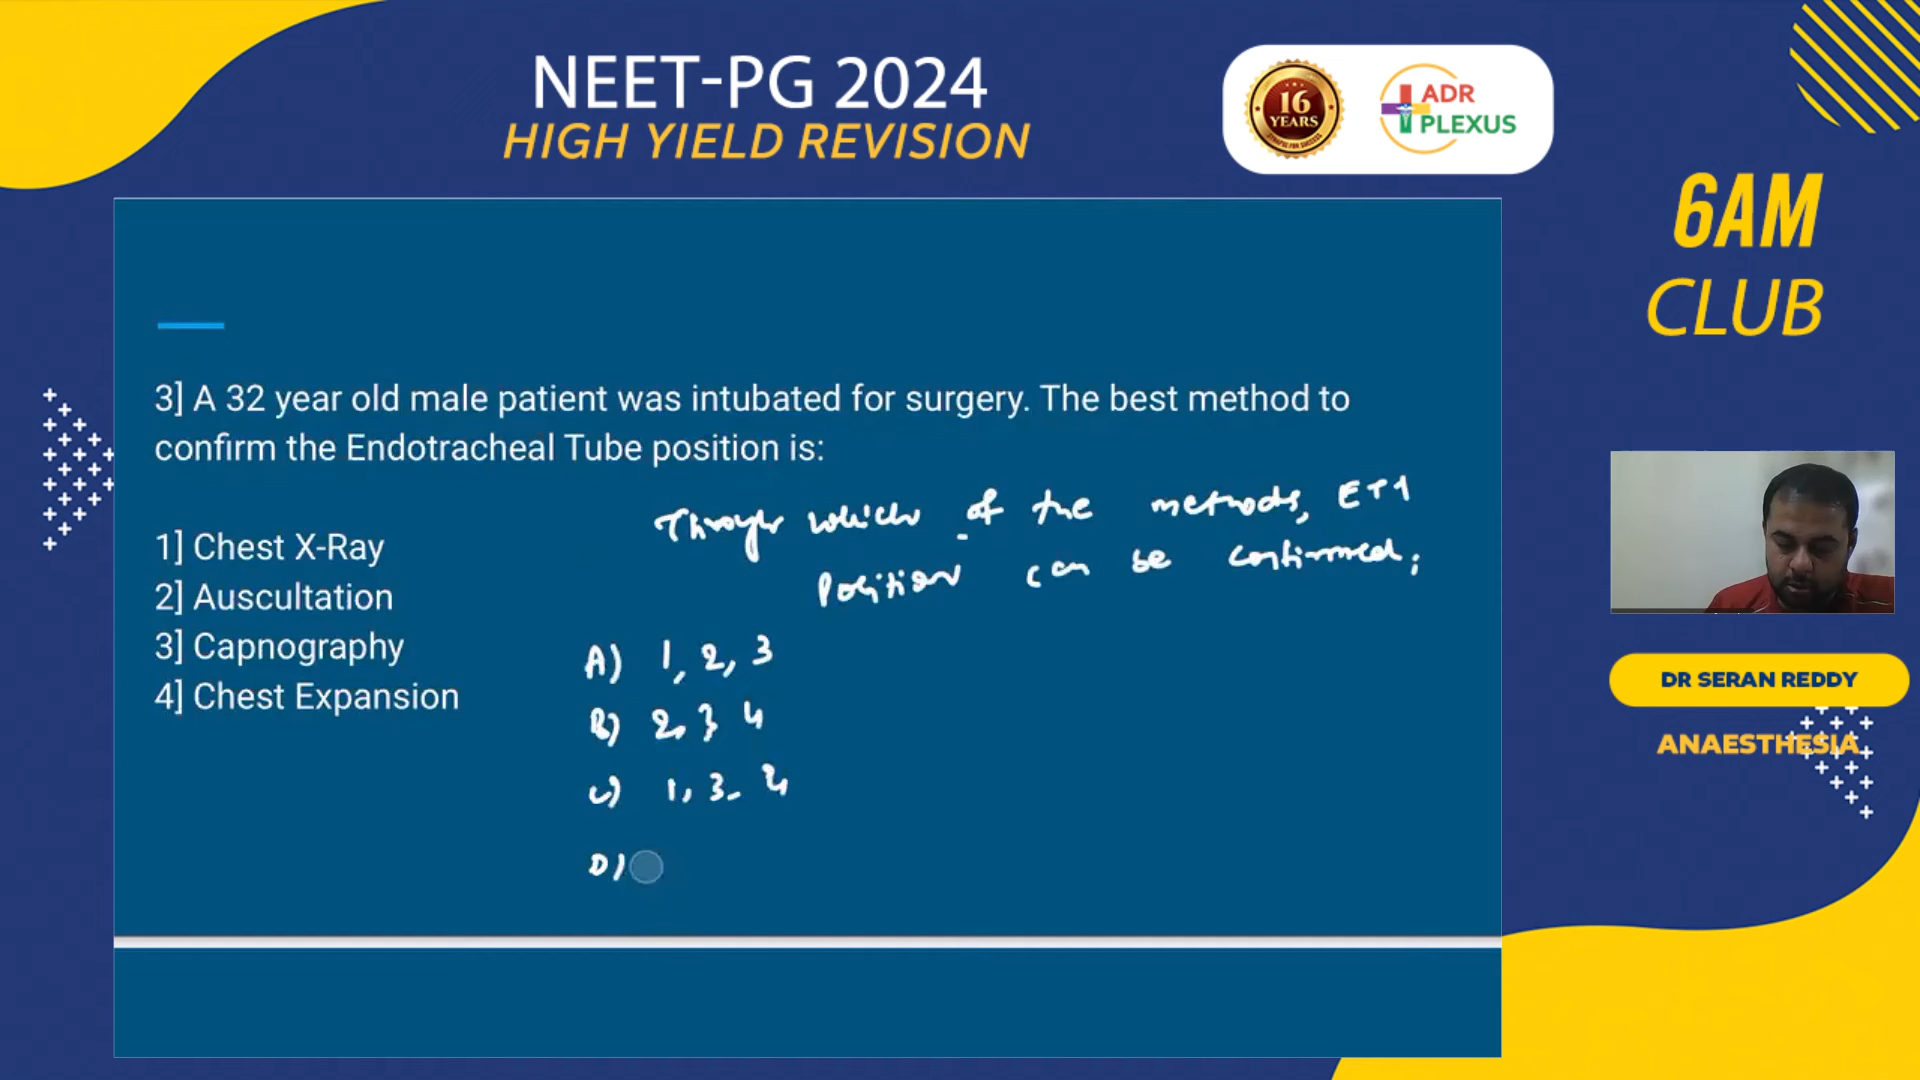 NEET-PG 2024
HIGH YIELD REVISION
16
YEARS
ADR
PLEXUS
6AM
CLUB
3] A 32 year old male patient was intubated for surgery. The best method to
confirm the Endotracheal Tube position is:
1] Chest X-Ray
2] Auscultation
3] Capnography
4] Chest Expansion
Through which of the methods, ETT
Position can be confirmed;
A) 1, 2, 3
B) 2, 3 4
C) 1, 3, 4
D)
DR SERAN REDDY
ANAESTHESIA